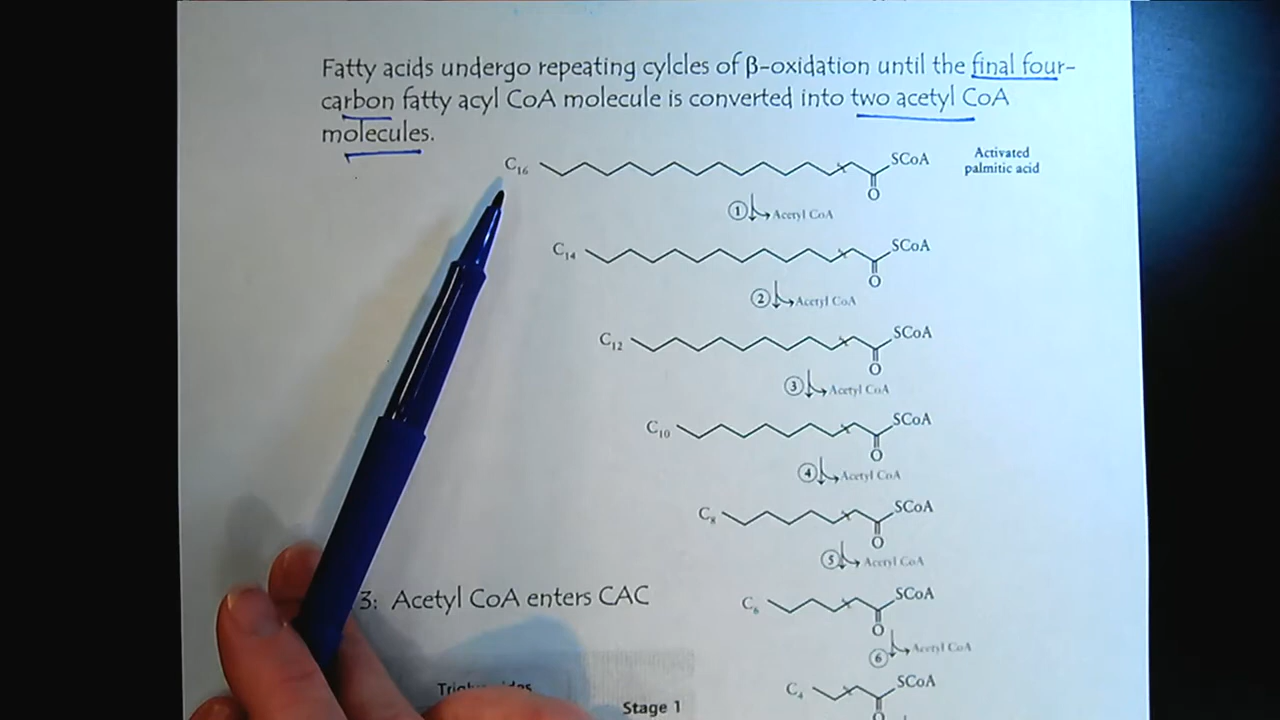 Fatty acids undergo repeating cylcles of β-oxidation until the final four-
carbon fatty acyl CoA molecule is converted into two acetyl CoA
molecules.
C₁₆ SCoA Activated
palmitic acid
O
① Acetyl CoA
C₁₄ SCoA
O
② Acetyl CoA
C₁₂ SCoA
O
③ Acetyl CoA
C₁₀ SCoA
O
④ Acetyl CoA
C₈ SCoA
O
⑤ Acetyl CoA
3: Acetyl CoA enters CAC
C₆ SCoA
O
⑥ Acetyl CoA
C₄ SCoA
O
Stage 1